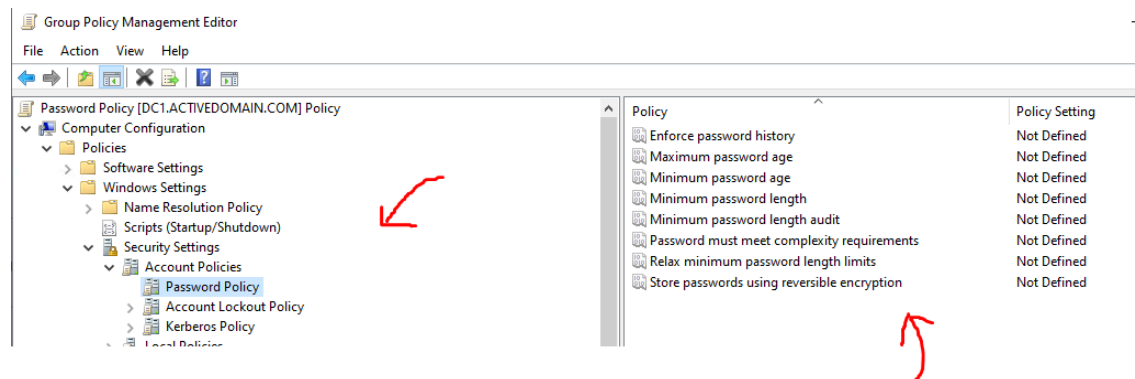 Group Policy Management Editor
File Action View Help
Password Policy [DC1.ACTIVEDOMAIN.COM] Policy
Computer Configuration
Policies
Software Settings
Windows Settings
Name Resolution Policy
Scripts (Startup/Shutdown)
Security Settings
Account Policies
Password Policy
Account Lockout Policy
Kerberos Policy
Local Policies
Policy Policy Setting
Enforce password history Not Defined
Maximum password age Not Defined
Minimum password age Not Defined
Minimum password length Not Defined
Minimum password length audit Not Defined
Password must meet complexity requirements Not Defined
Relax minimum password length limits Not Defined
Store passwords using reversible encryption Not Defined